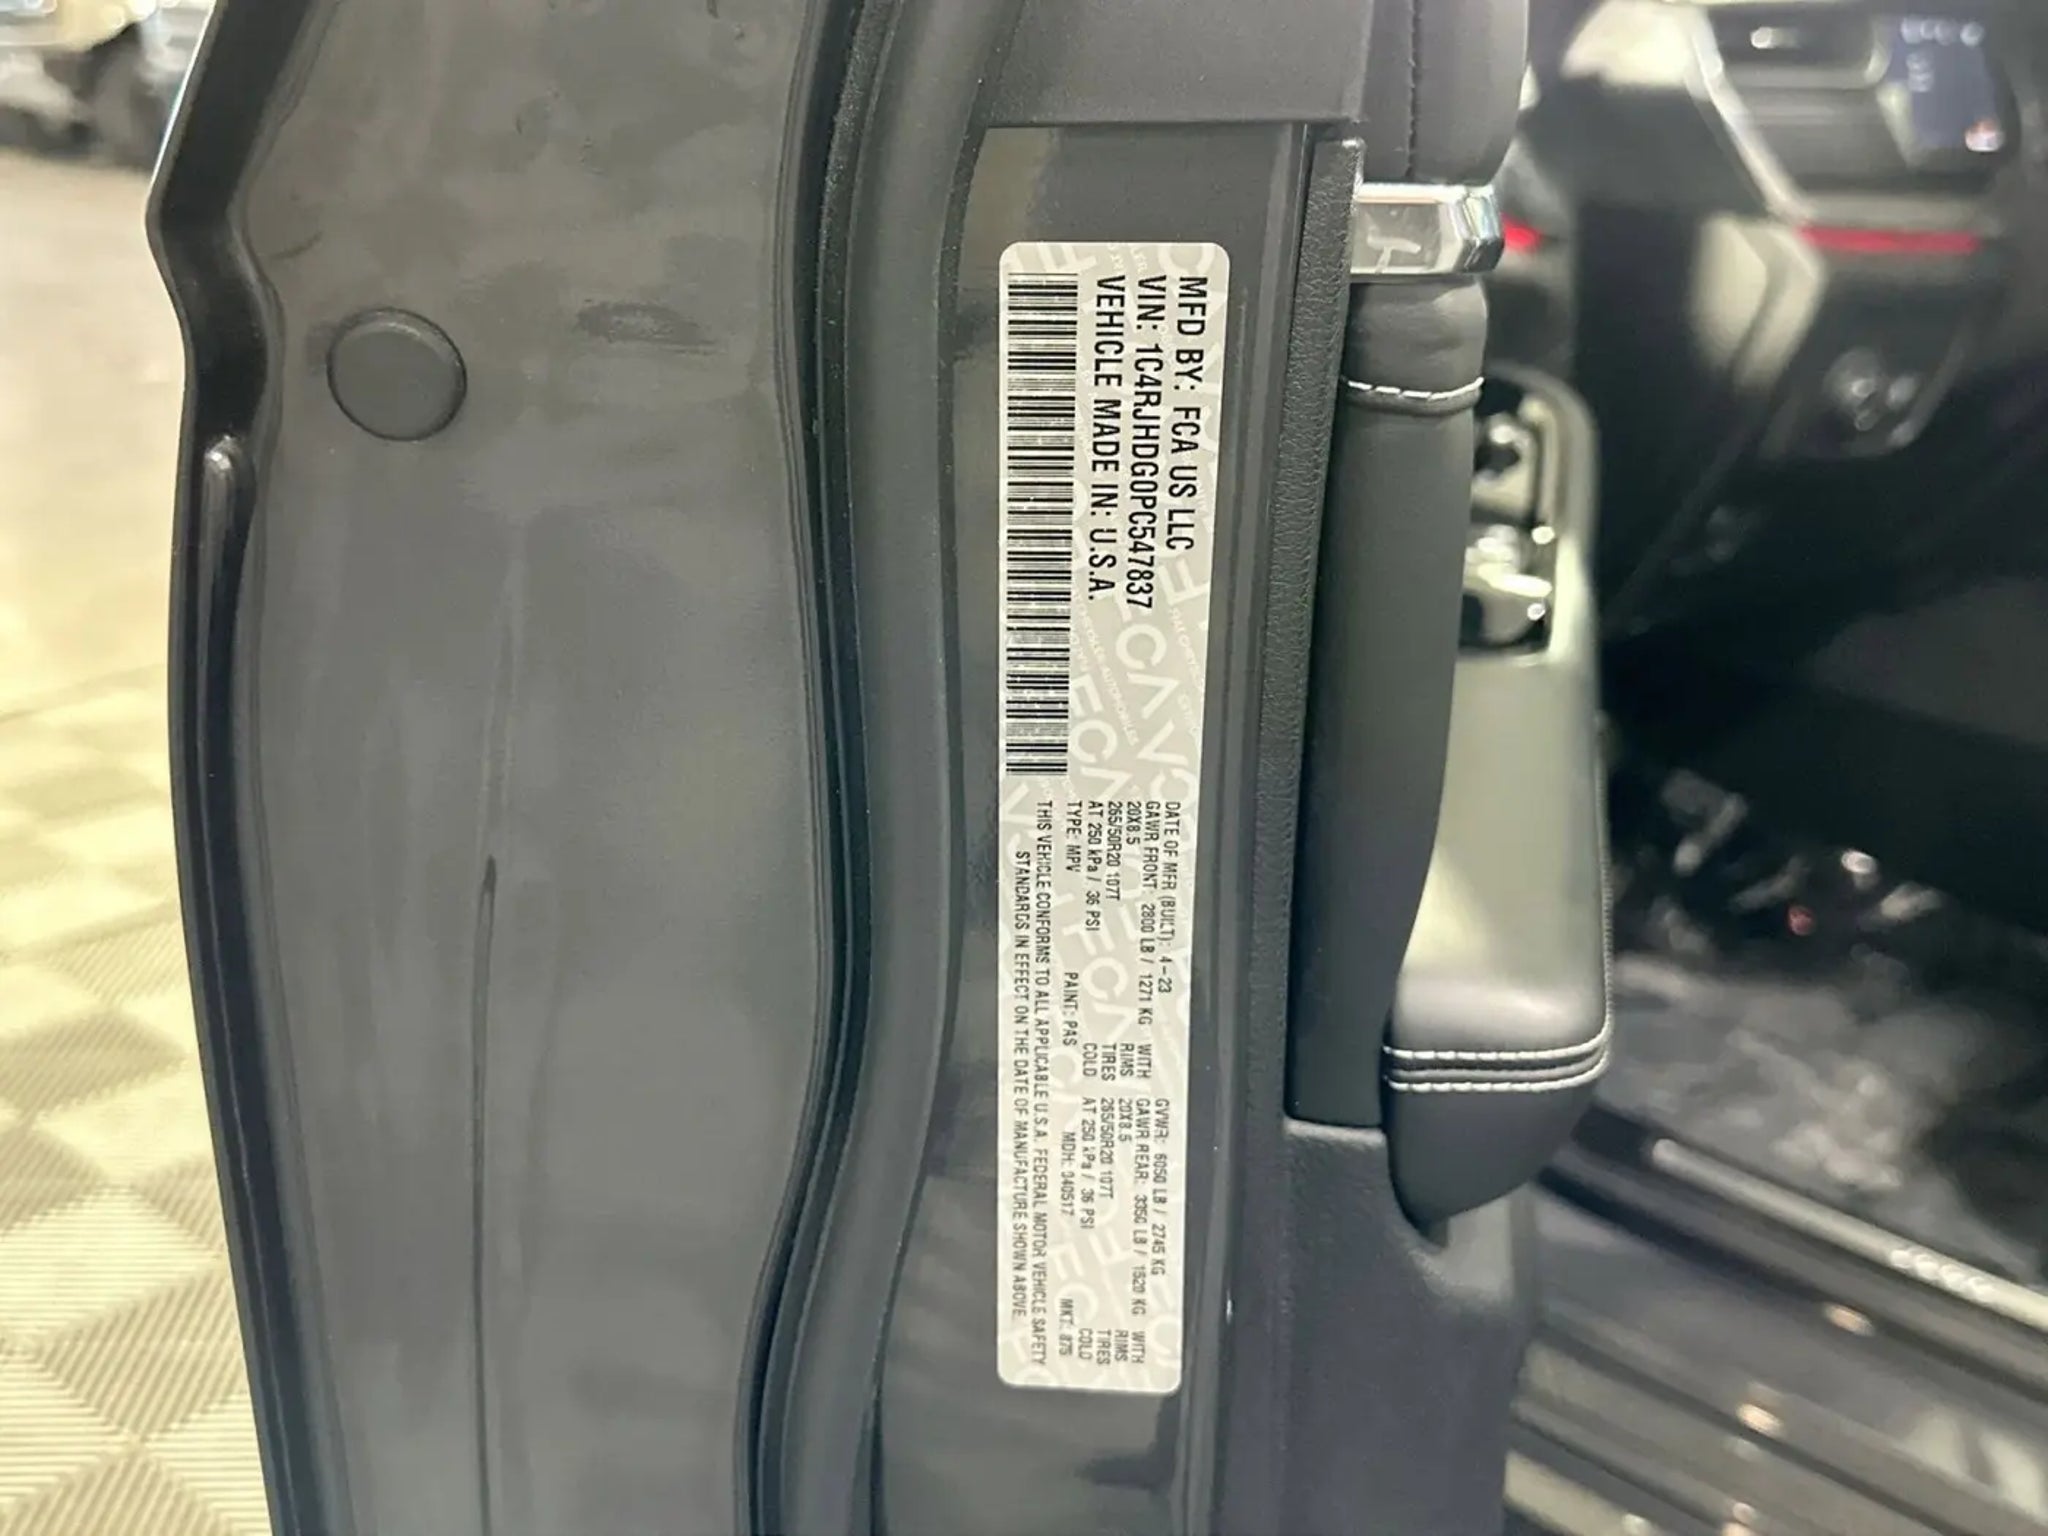 MFD BY: FCA US LLC
VIN: 1C4RJHDG0PC547837
VEHICLE MADE IN: U.S.A.
DATE OF MFR (BUILT): 4-23 GVWR: 6050 LB / 2745 KG
GAWR FRONT: 2800 LB / 1271 KG WITH GAWR REAR: 3350 LB / 1520 KG WITH
20X8.5 RIMS 20X8.5 RIMS
265/50R20 107T TIRES 265/50R20 107T TIRES
AT 250 kPa / 36 PSI COLD AT 250 kPa / 36 PSI COLD
TYPE: MPV PAINT: PAS MDH: 040517 MKT: 875
THIS VEHICLE CONFORMS TO ALL APPLICABLE U.S.A. FEDERAL MOTOR VEHICLE SAFETY
STANDARDS IN EFFECT ON THE DATE OF MANUFACTURE SHOWN ABOVE.